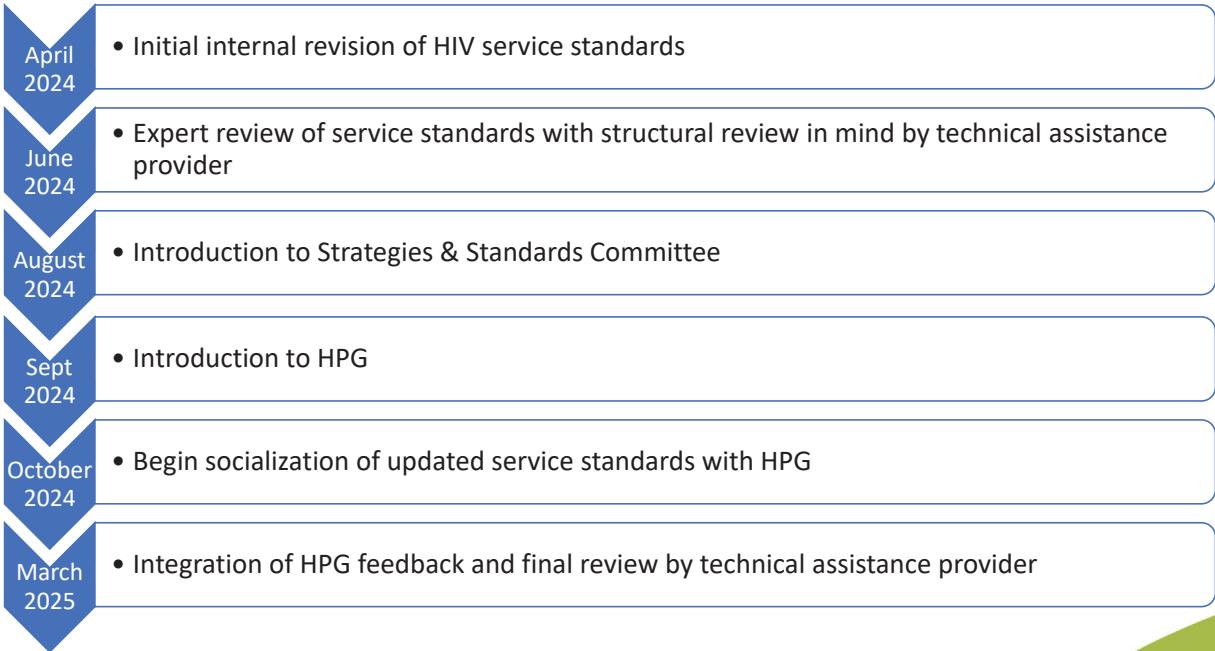 April
2024
• Initial internal revision of HIV service standards
June
2024
• Expert review of service standards with structural review in mind by technical assistance
provider
August
2024
• Introduction to Strategies & Standards Committee
Sept
2024
• Introduction to HPG
October
2024
• Begin socialization of updated service standards with HPG
March
2025
• Integration of HPG feedback and final review by technical assistance provider